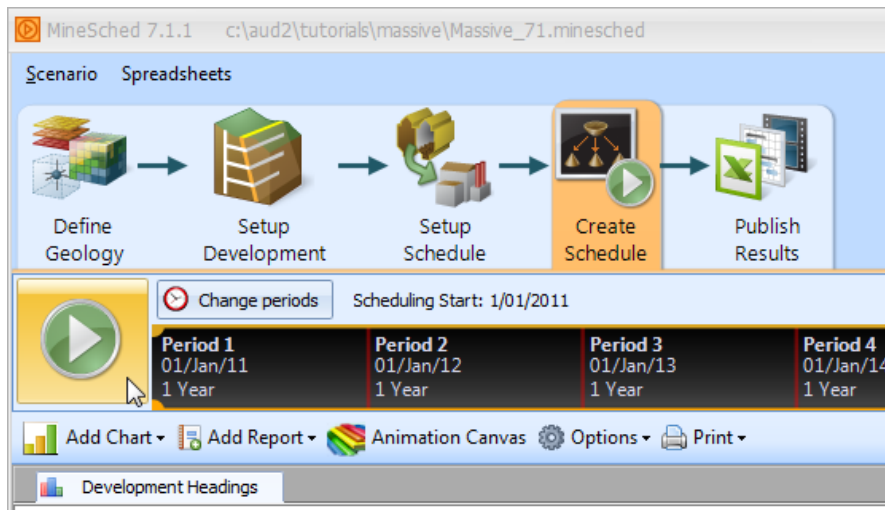 MineSched 7.1.1 c:\aud2\tutorials\massive\Massive_71.minesched
Scenario Spreadsheets
Define Geology
Setup Development
Setup Schedule
Create Schedule
Publish Results
Change periods Scheduling Start: 1/01/2011
Period 1 Period 2 Period 3 Period 4
01/Jan/11 01/Jan/12 01/Jan/13 01/Jan/14
1 Year 1 Year 1 Year 1 Year
Add Chart Add Report Animation Canvas Options Print
Development Headings